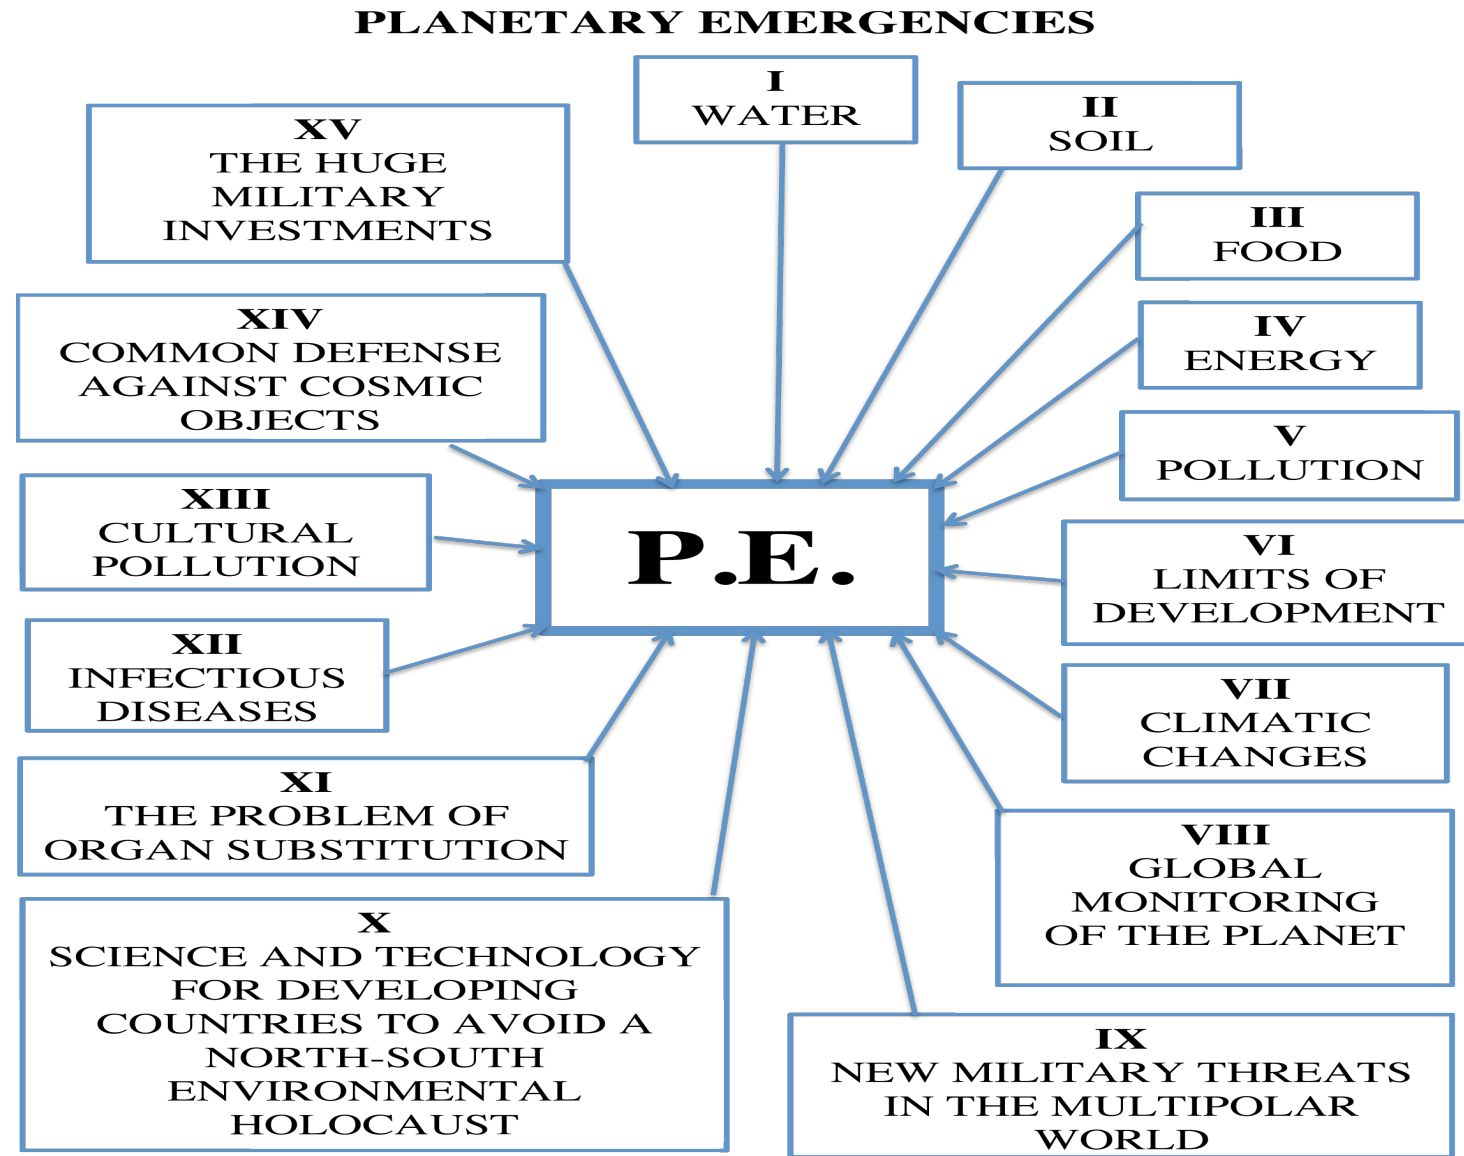 PLANETARY EMERGENCIES
I
WATER
II
SOIL
III
FOOD
IV
ENERGY
V
POLLUTION
VI
LIMITS OF
DEVELOPMENT
VII
CLIMATIC
CHANGES
VIII
GLOBAL
MONITORING
OF THE PLANET
IX
NEW MILITARY THREATS
IN THE MULTIPOLAR
WORLD
X
SCIENCE AND TECHNOLOGY
FOR DEVELOPING
COUNTRIES TO AVOID A
NORTH-SOUTH
ENVIRONMENTAL
HOLOCAUST
XI
THE PROBLEM OF
ORGAN SUBSTITUTION
XII
INFECTIOUS
DISEASES
XIII
CULTURAL
POLLUTION
XIV
COMMON DEFENSE
AGAINST COSMIC
OBJECTS
XV
THE HUGE
MILITARY
INVESTMENTS
P.E.